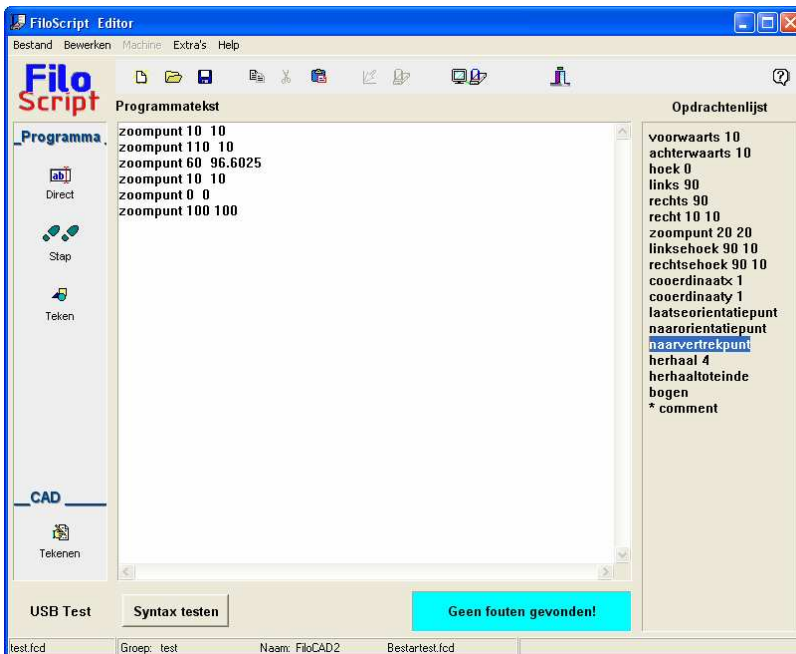 FiloScript Editor
Bestand Bewerken Machine Extra's Help
Filo
Script
Programmatekst
Opdrachtenlijst
_Programma_
Direct
Stap
Teken
__CAD____
Tekenen
zoompunt 10 10
zoompunt 110 10
zoompunt 60 96.6025
zoompunt 10 10
zoompunt 0 0
zoompunt 100 100
voorwaarts 10
achterwaarts 10
hoek 0
links 90
rechts 90
recht 10 10
zoompunt 20 20
linksehoek 90 10
rechtsehoek 90 10
cooerdinaatx 1
cooerdinaaty 1
laatseorientatiepunt
naarorientatiepunt
naarvertrekpunt
herhaal 4
herhaaltoteinde
bogen
* comment
USB Test
Syntax testen
Geen fouten gevonden!
test.fcd
Groep: test
Naam: FiloCAD2
Bestartest.fcd